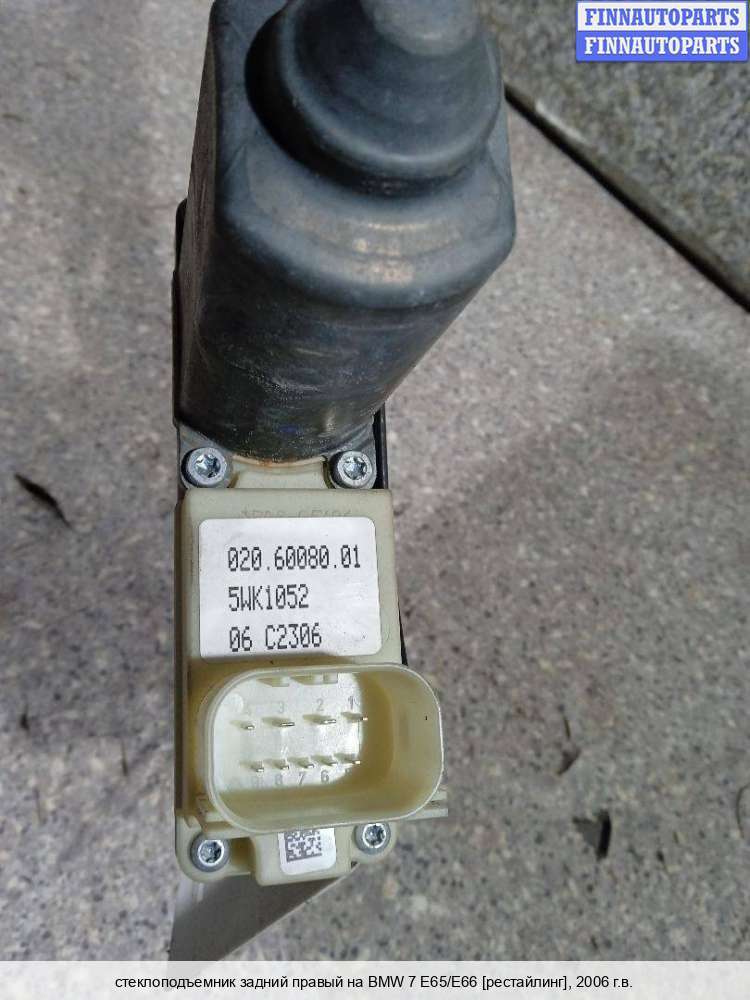 FINNAUTOPARTS
FINNAUTOPARTS
020.60080.01
5WK1052
06 C2306
3 2 1
8 7 6
стеклоподъемник задний правый на BMW 7 E65/E66 [рестайлинг], 2006 г.в.